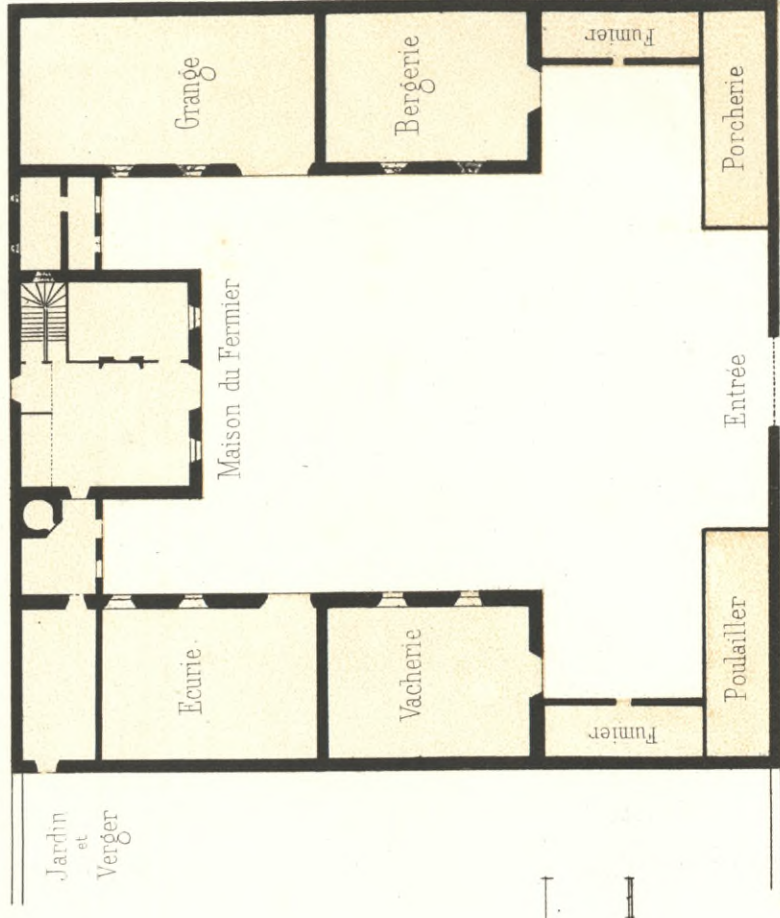 Grange
Bergerie
Fumier
Porcherie
Maison du Fermier
Entrée
Ecurie
Vacherie
Fumier
Poulailler
Jardin
et
Verger